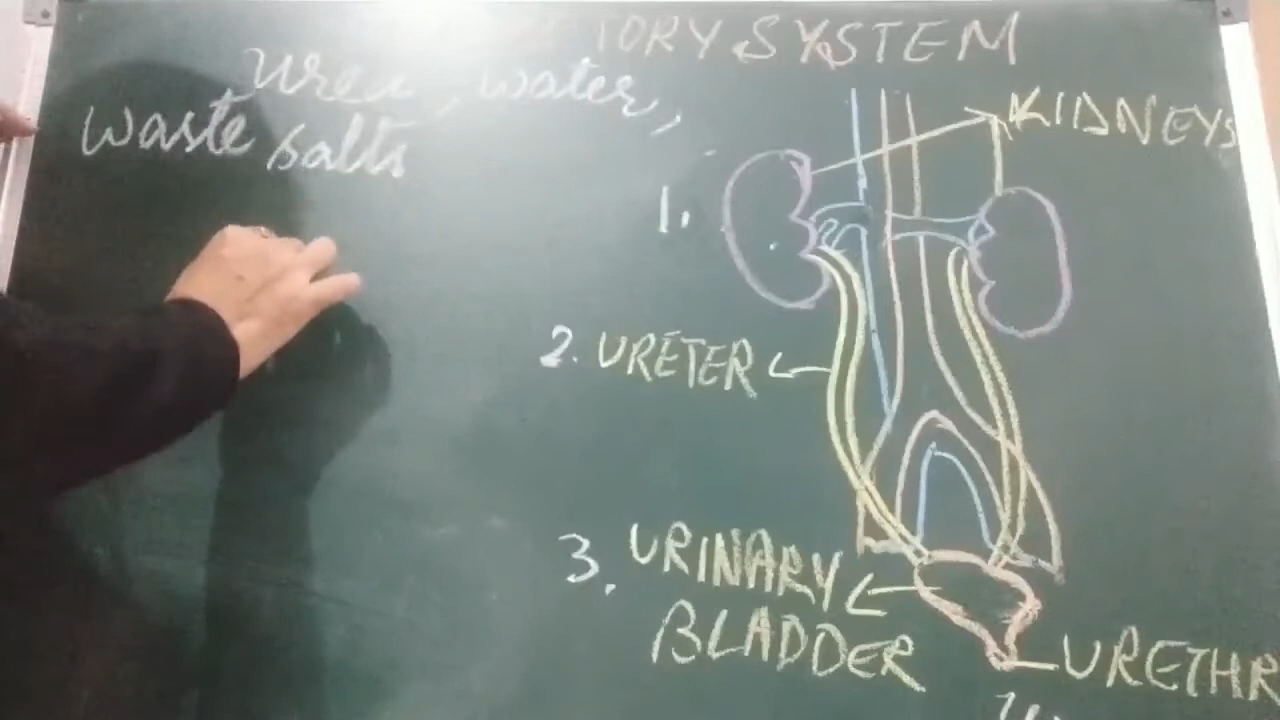 TORY SYSTEM
Urea, water,
waste salts
KIDNEYS
1.
2. URETER
3. URINARY
BLADDER
URETHR